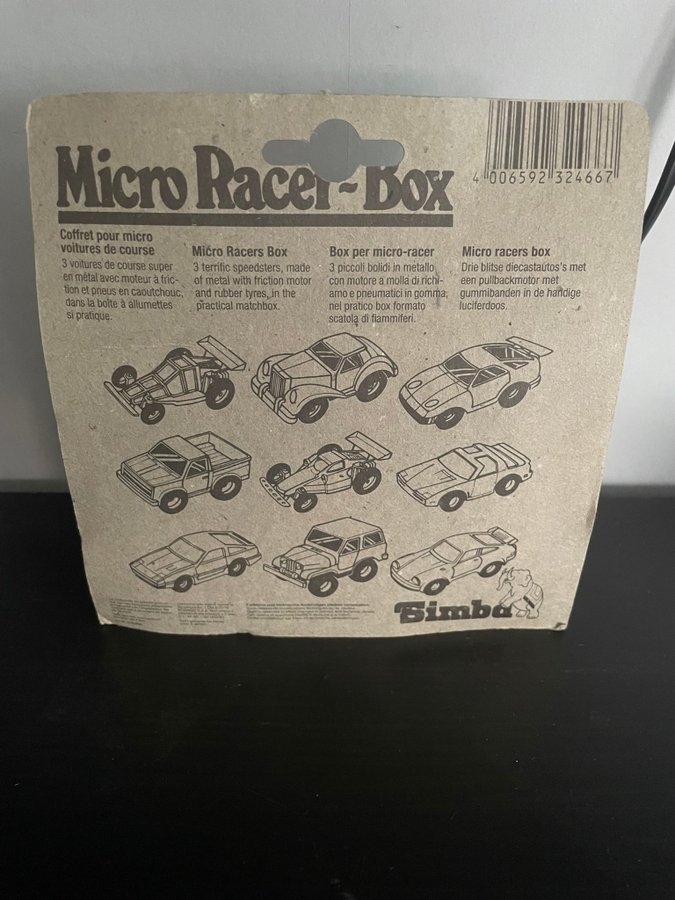 Micro Racer-Box
4 006592 324667
Coffret pour micro
voitures de course
3 voitures de course super
en métal avec moteur à fric-
tion et pneus en caoutchouc,
dans la boîte à allumettes
si pratique.
Micro Racers Box
3 terrific speedsters, made
of metal with friction motor
and rubber tyres, in the
practical matchbox.
Box per micro-racer
3 piccoli bolidi in metallo
con motore a molla di richi-
amo e pneumatici in gomma,
nel pratico box formato
scatola di fiammiferi.
Micro racers box
Drie blitse diecastautos's met
een pullbackmotor met
gummibanden in de handige
luciferdoos.
Simba